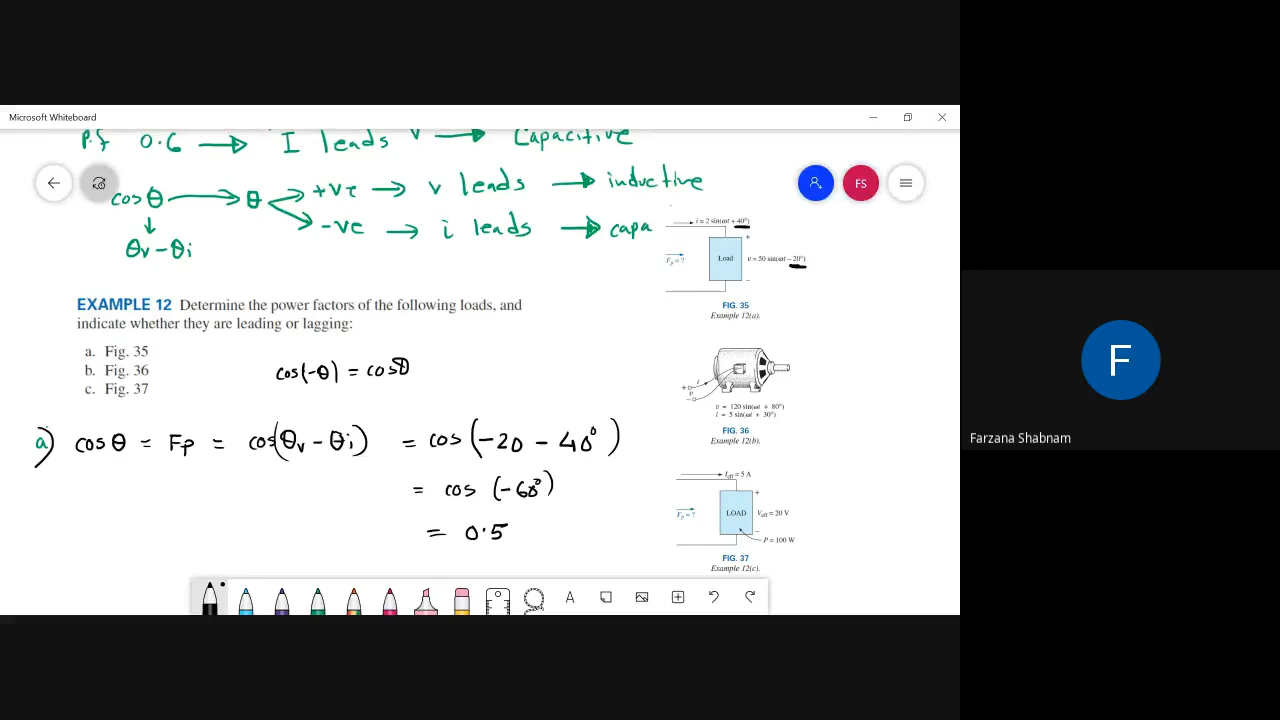 Microsoft Whiteboard
P.f 0.6 → I leads v → Capacitive
cosθ → θ → +ve → v leads → inductive
→ -ve → i leads → capa
↓
θv - θi
FS
i = 2 sin(ωt + 40°)
+
Fp = ?
Load
v = 50 sin(ωt – 20°)
–
FIG. 35
Example 12(a).
EXAMPLE 12 Determine the power factors of the following loads, and
indicate whether they are leading or lagging:
a. Fig. 35
b. Fig. 36
c. Fig. 37
cos(-θ) = cosθ
+ i
v
–
v = 120 sin(ωt + 80°)
i = 5 sin(ωt + 30°)
FIG. 36
Example 12(b).
a) cosθ = Fp = cos(θv - θi) = cos(-20 - 40°)
= cos (-60°)
= 0.5
Ieff = 5 A
+
Fp = ?
LOAD
Veff = 20 V
–
P = 100 W
FIG. 37
Example 12(c).
A
F
Farzana Shabnam